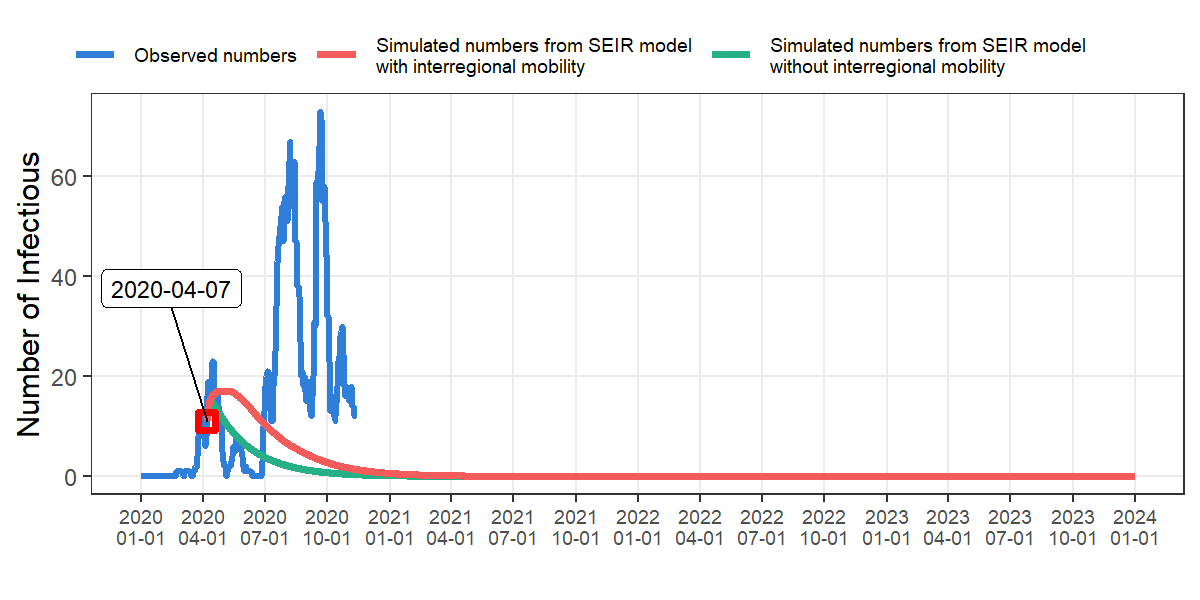 Observed numbers
Simulated numbers from SEIR model
with interregional mobility
Simulated numbers from SEIR model
without interregional mobility
Number of Infectious
60
40
20
0
2020-04-07
2020 2020 2020 2020 2021 2021 2021 2021 2022 2022 2022 2022 2023 2023 2023 2023 2024
01-01 04-01 07-01 10-01 01-01 04-01 07-01 10-01 01-01 04-01 07-01 10-01 01-01 04-01 07-01 10-01 01-01